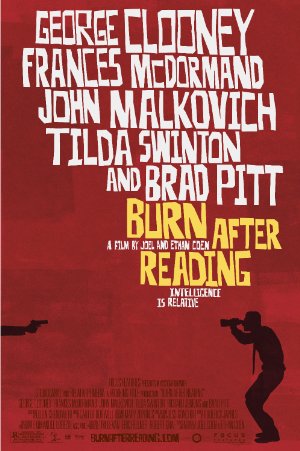 GEORGE CLOONEY
FRANCES McDORMAND
JOHN MALKOVICH
TILDA SWINTON
AND BRAD PITT
BURN AFTER
A FILM BY JOEL AND ETHAN COEN
READING
INTELLIGENCE
IS RELATIVE
BURNAFTERREADING.COM
FOCUS